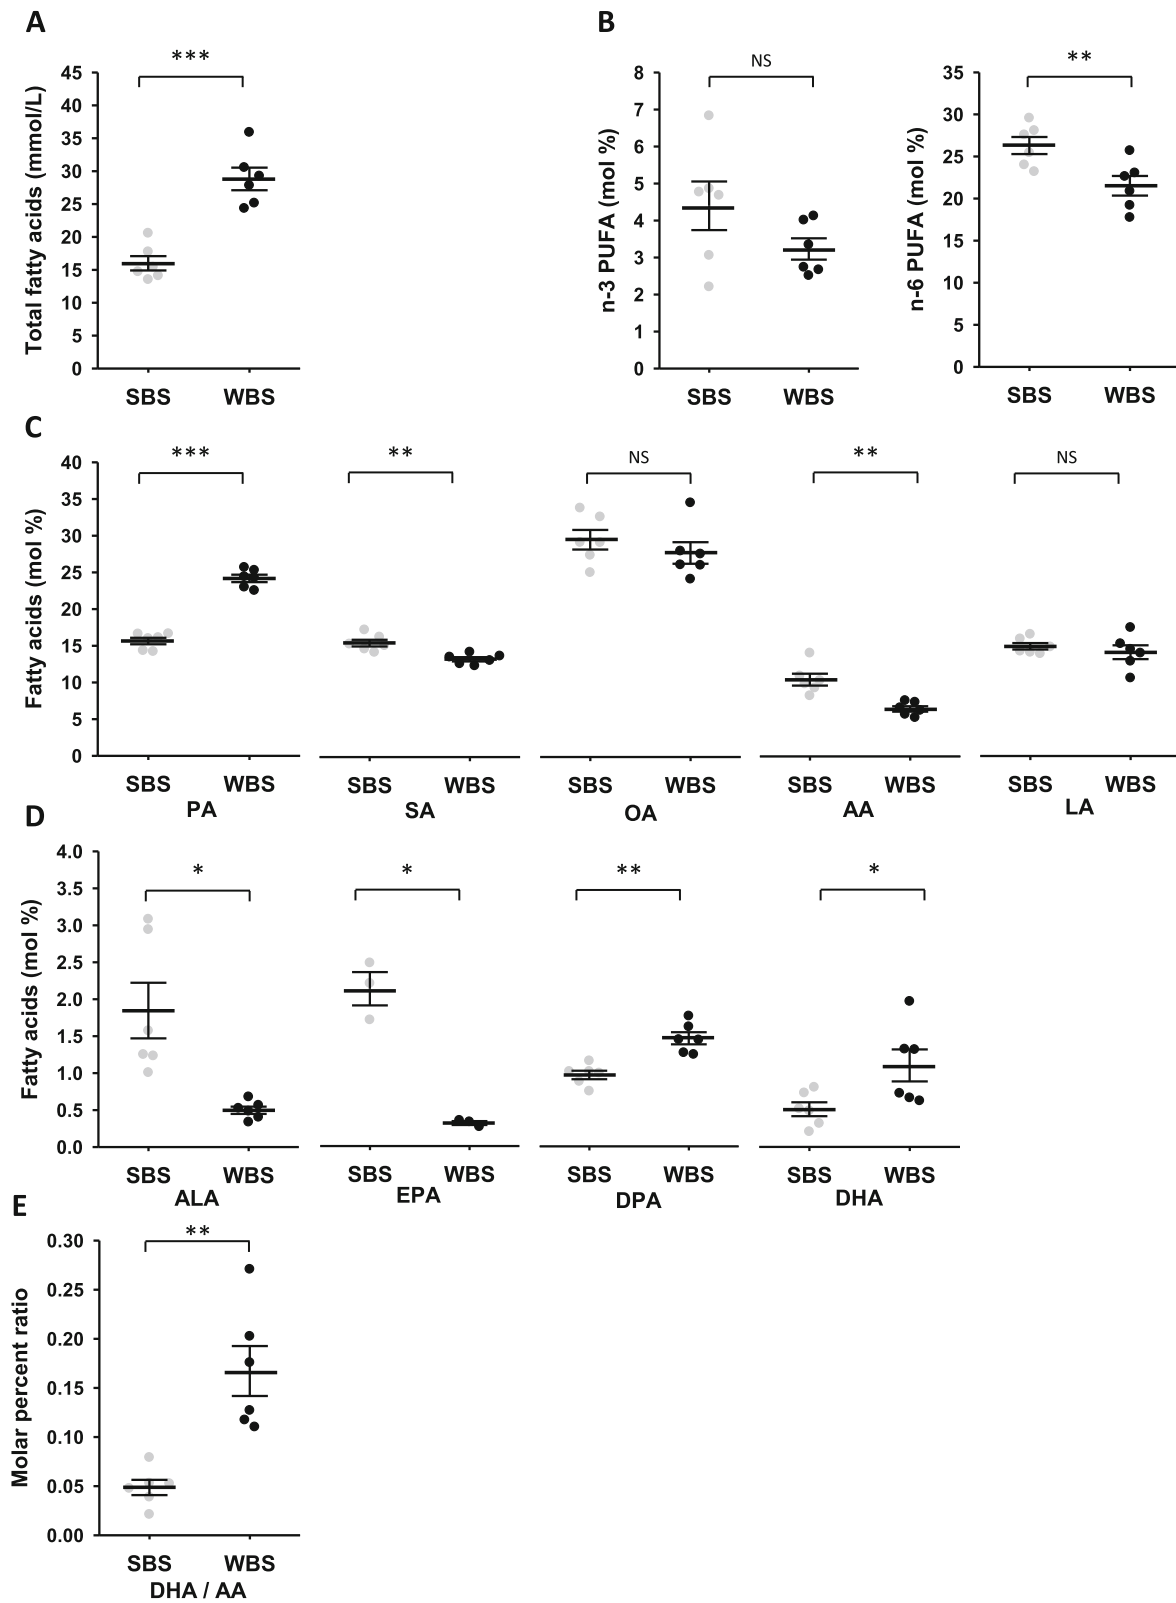 A
***
45
40
35
30
25
20
15
10
5
0
Total fatty acids (mmol/L)
SBS WBS
B
NS
8
7
6
5
4
3
2
1
0
n-3 PUFA (mol %)
SBS WBS
**
35
30
25
20
15
10
5
0
n-6 PUFA (mol %)
SBS WBS
C
40
35
30
25
20
15
10
5
0
Fatty acids (mol %)
***
SBS WBS
PA
**
SBS WBS
SA
NS
SBS WBS
OA
**
SBS WBS
AA
NS
SBS WBS
LA
D
4.0
3.5
3.0
2.5
2.0
1.5
1.0
0.5
0.0
Fatty acids (mol %)
*
SBS WBS
ALA
*
SBS WBS
EPA
**
SBS WBS
DPA
*
SBS WBS
DHA
E
**
0.30
0.25
0.20
0.15
0.10
0.05
0.00
Molar percent ratio
SBS WBS
DHA / AA